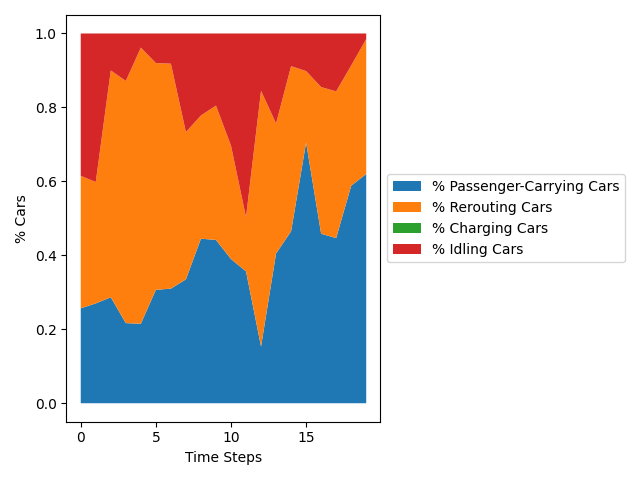 1.0
0.8
0.6
0.4
0.2
0.0
% Cars
0
5
10
15
Time Steps
% Passenger-Carrying Cars
% Rerouting Cars
% Charging Cars
% Idling Cars